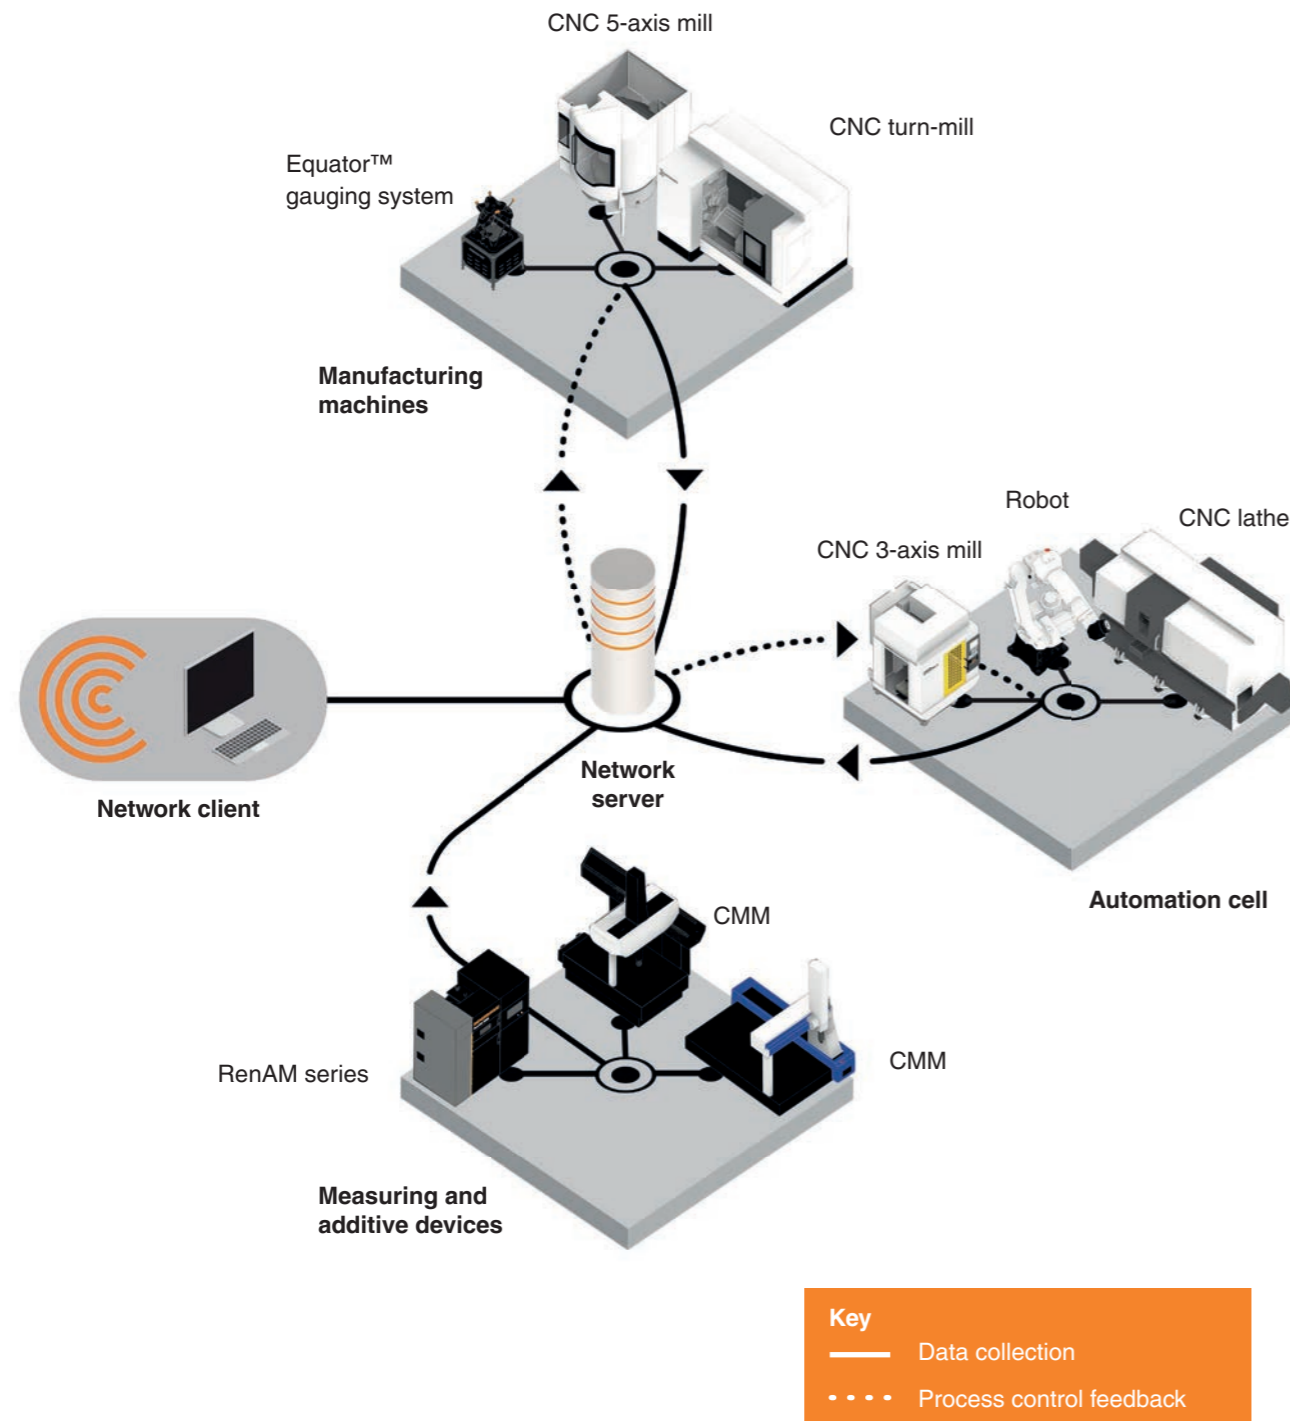 CNC 5-axis mill
CNC turn-mill
Equator™
gauging system
Manufacturing
machines
Robot
CNC lathe
CNC 3-axis mill
Network client
Network
server
Automation cell
CMM
CMM
RenAM series
Measuring and
additive devices
Key
Data collection
Process control feedback